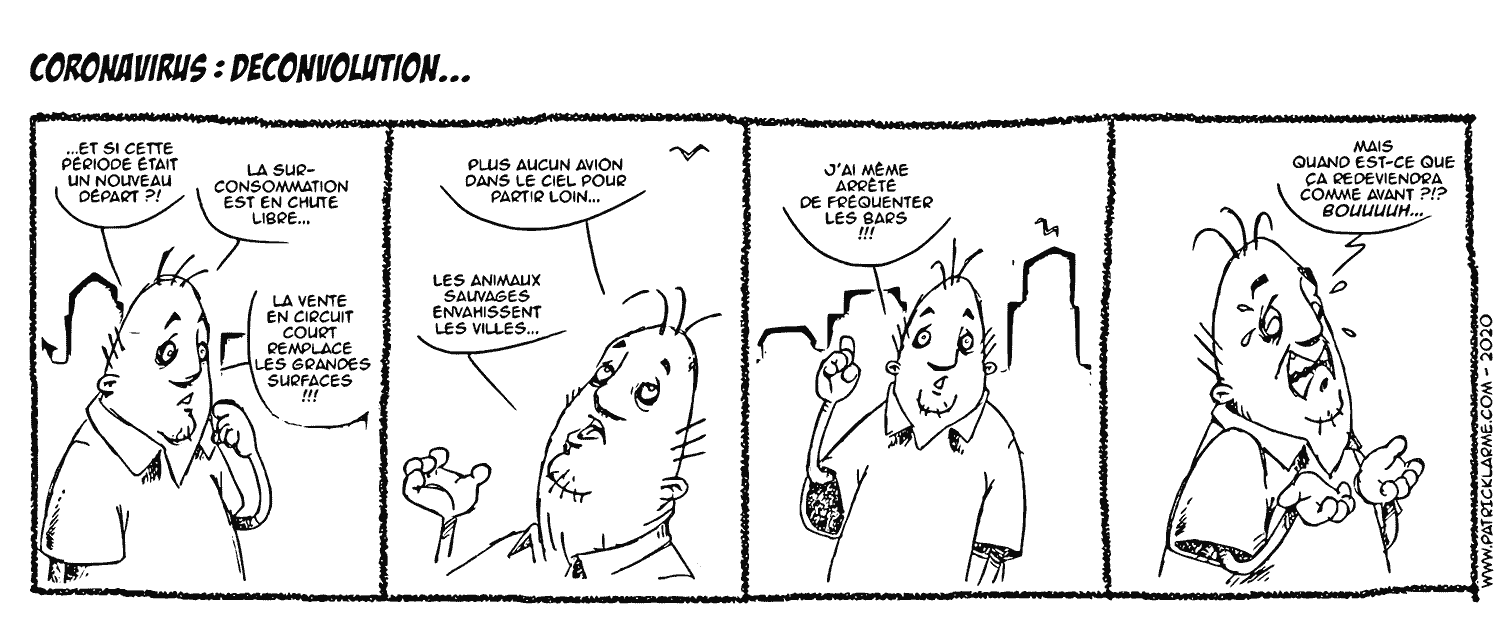 CORONAVIRUS : DECONVOLUTION...
...ET SI CETTE
PÉRIODE ÉTAIT
UN NOUVEAU
DÉPART ?!
LA SUR-
CONSOMMATION
EST EN CHUTE
LIBRE...
LA VENTE
EN CIRCUIT
COURT
REMPLACE
LES GRANDES
SURFACES
!!!
PLUS AUCUN AVION
DANS LE CIEL POUR
PARTIR LOIN...
LES ANIMAUX
SAUVAGES
ENVAHISSENT
LES VILLES...
J'AI MÊME
ARRÊTÉ
DE FRÉQUENTER
LES BARS
!!!
MAIS
QUAND EST-CE QUE
ÇA REDEVIENDRA
COMME AVANT ?!?
BOUUUUH...
WWW.PATRICKLARME.COM - 2020